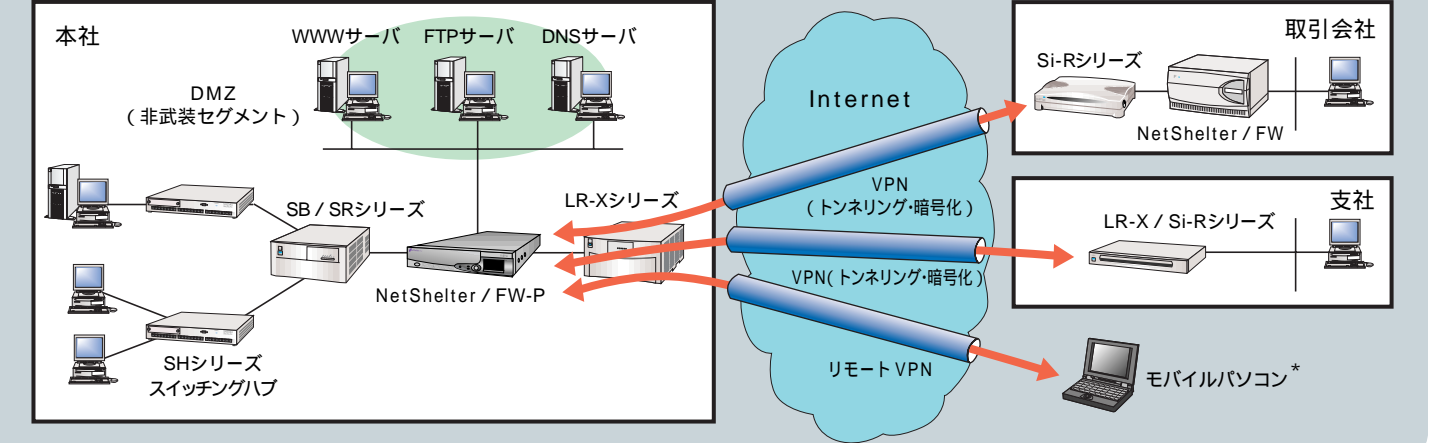 本社
WWWサーバ
FTPサーバ
DNSサーバ
DMZ
(非武装セグメント)
SB / SRシリーズ
LR-Xシリーズ
NetShelter / FW-P
SHシリーズ
スイッチングハブ
Internet
VPN
(トンネリング・暗号化)
VPN(トンネリング・暗号化)
リモートVPN
取引会社
Si-Rシリーズ
NetShelter / FW
支社
LR-X / Si-Rシリーズ
モバイルパソコン*